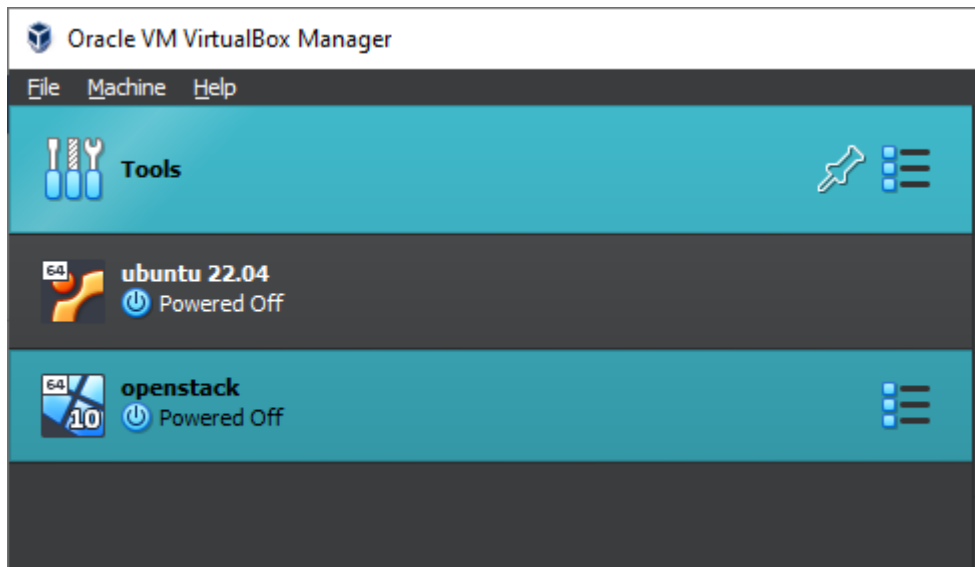 Oracle VM VirtualBox Manager
File Machine Help
Tools
64
ubuntu 22.04
Powered Off
64
10
openstack
Powered Off